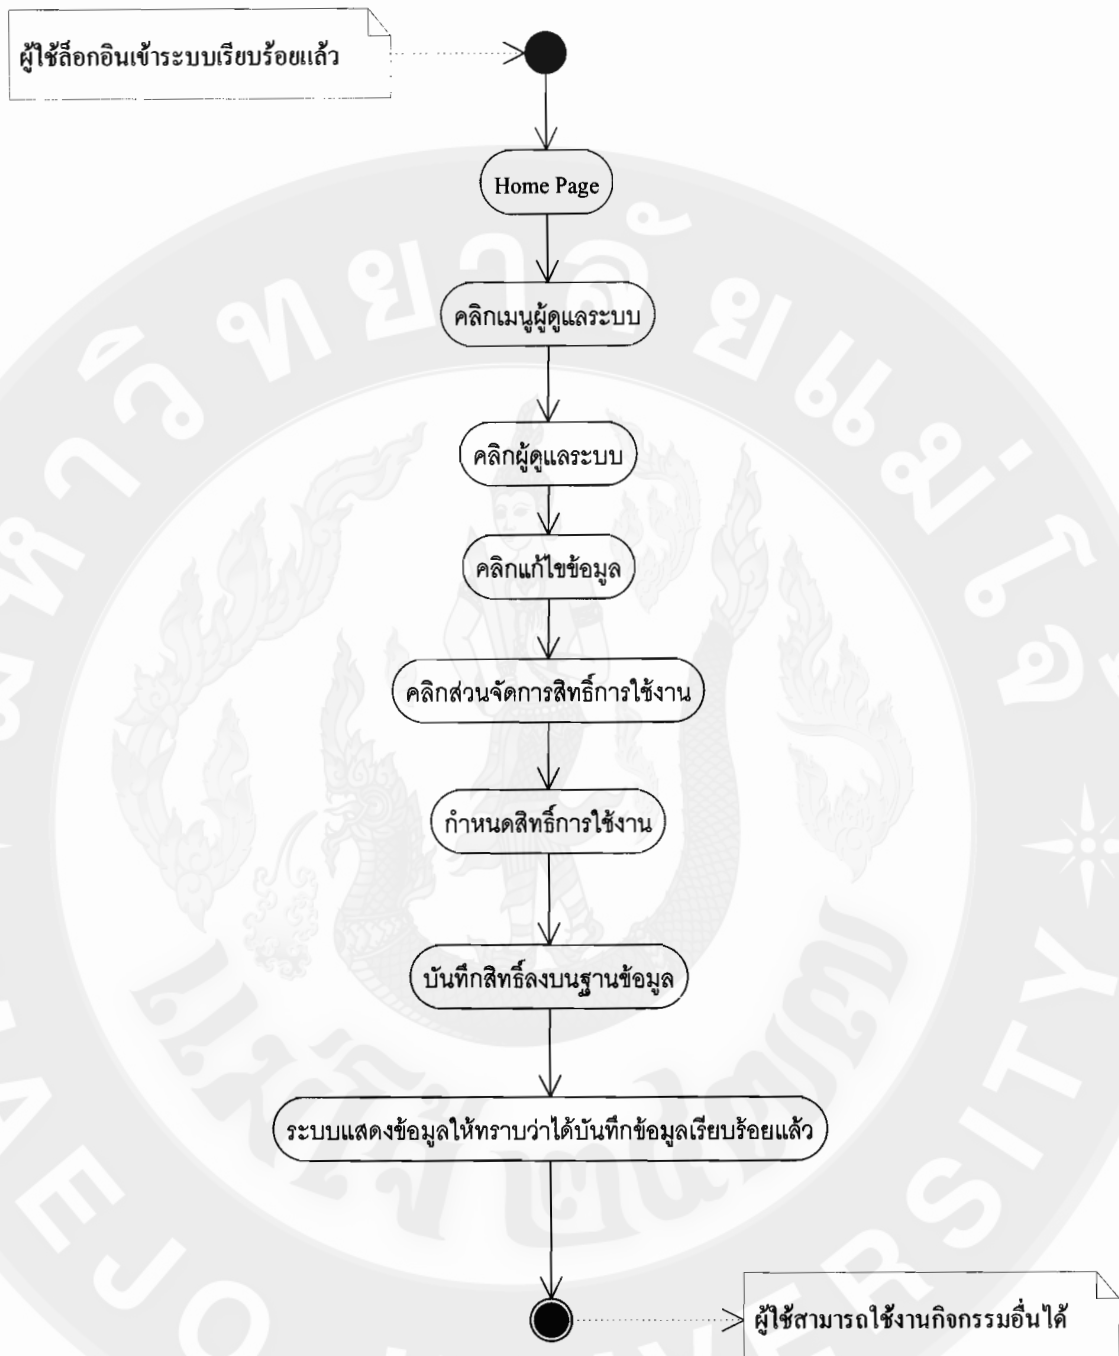 ผู้ใช้ล็อกอินเข้าระบบเรียบร้อยแล้ว
Home Page
คลิกเมนูผู้ดูแลระบบ
คลิกผู้ดูแลระบบ
คลิกแก้ไขข้อมูล
คลิกส่วนจัดการสิทธิ์การใช้งาน
กำหนดสิทธิ์การใช้งาน
บันทึกสิทธิ์ลงบนฐานข้อมูล
ระบบแสดงข้อมูลให้ทราบว่าได้บันทึกข้อมูลเรียบร้อยแล้ว
ผู้ใช้สามารถใช้งานกิจกรรมอื่นได้